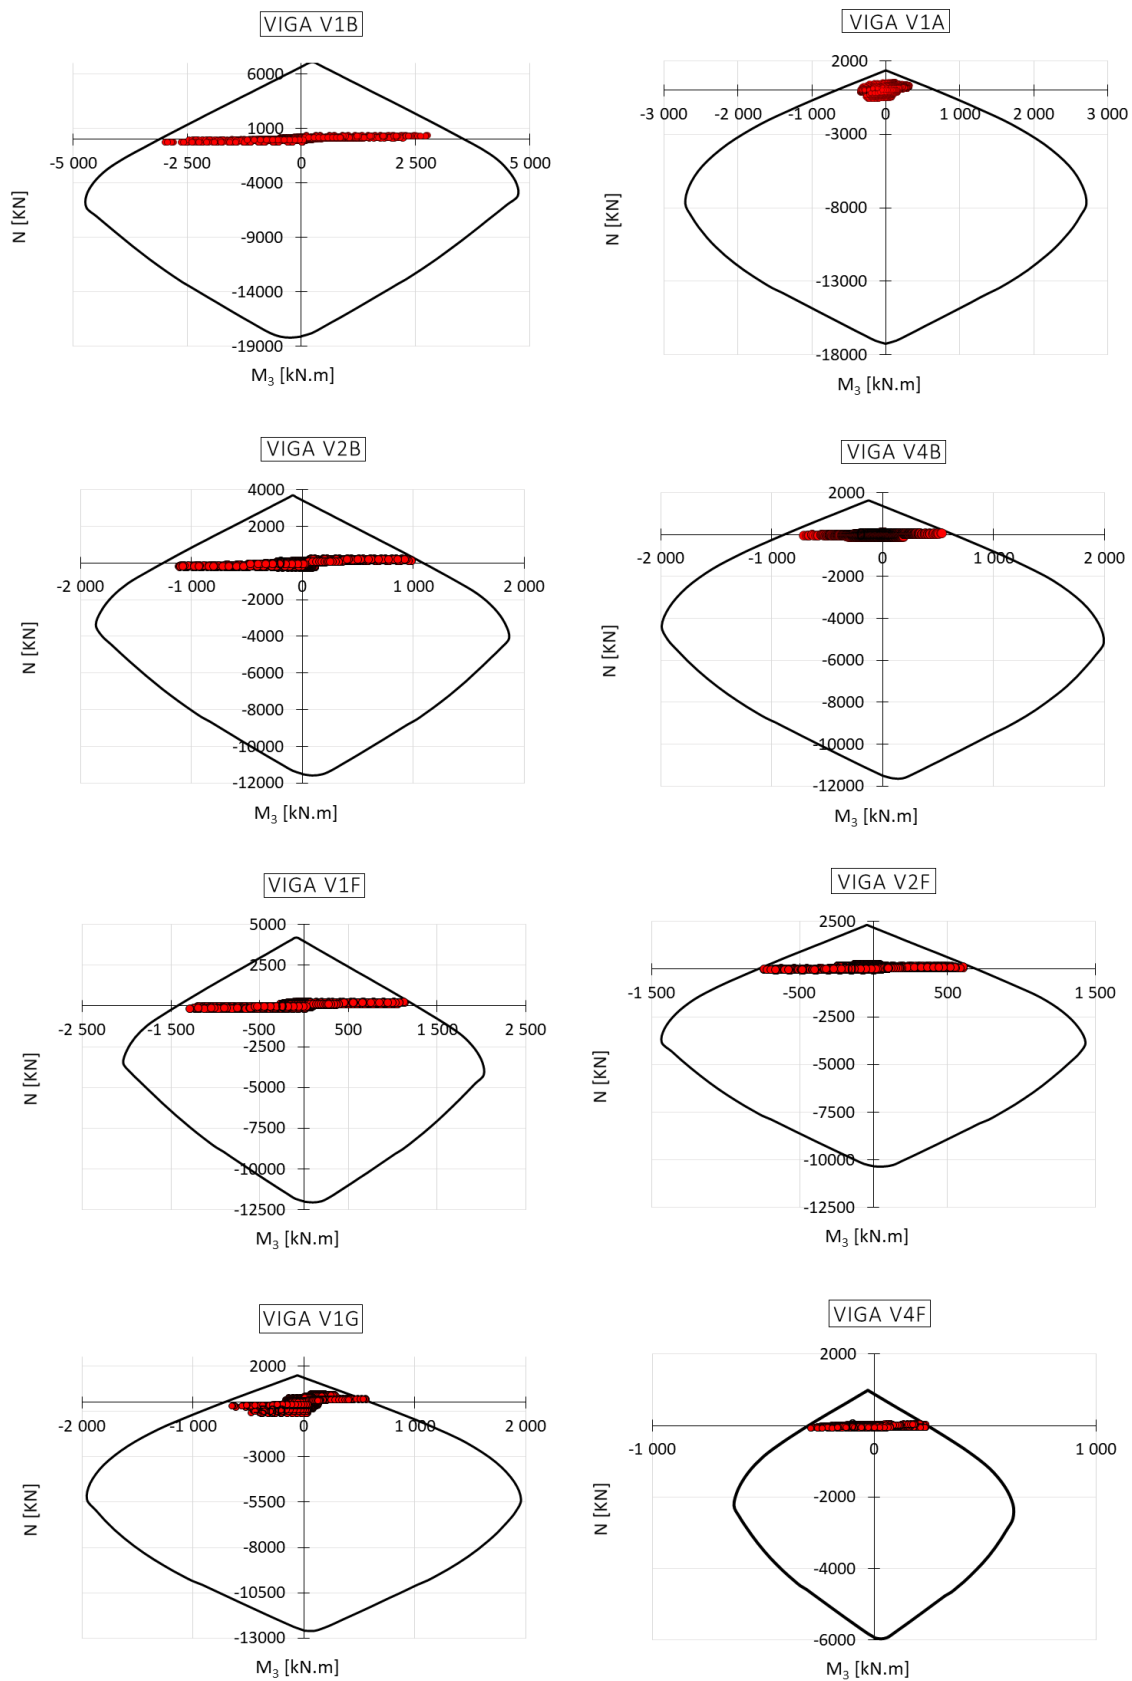 VIGA V1B
6000
1000
-5 000 -2 500 0 2 500 5 000
-4000
-9000
-14000
-19000
N [KN]
M₃ [kN.m]
VIGA V1A
2000
-3 000 -2 000 -1 000 0 1 000 2 000 3 000
-3000
-8000
-13000
-18000
N [KN]
M₃ [kN.m]
VIGA V2B
4000
2000
-2 000 -1 000 0 1 000 2 000
-2000
-4000
-6000
-8000
-10000
-12000
N [KN]
M₃ [kN.m]
VIGA V4B
2000
-2 000 -1 000 0 1 000 2 000
-2000
-4000
-6000
-8000
-10000
-12000
N [KN]
M₃ [kN.m]
VIGA V1F
5000
2500
-2 500 -1 500 -500 500 1 500 2 500
-2500
-5000
-7500
-10000
-12500
N [KN]
M₃ [kN.m]
VIGA V2F
2500
-1 500 -500 500 1 500
-2500
-5000
-7500
-10000
-12500
N [KN]
M₃ [kN.m]
VIGA V1G
2000
-2 000 -1 000 0 1 000 2 000
-3000
-5500
-8000
-10500
-13000
N [KN]
M₃ [kN.m]
VIGA V4F
2000
-1 000 0 1 000
-2000
-4000
-6000
N [KN]
M₃ [kN.m]